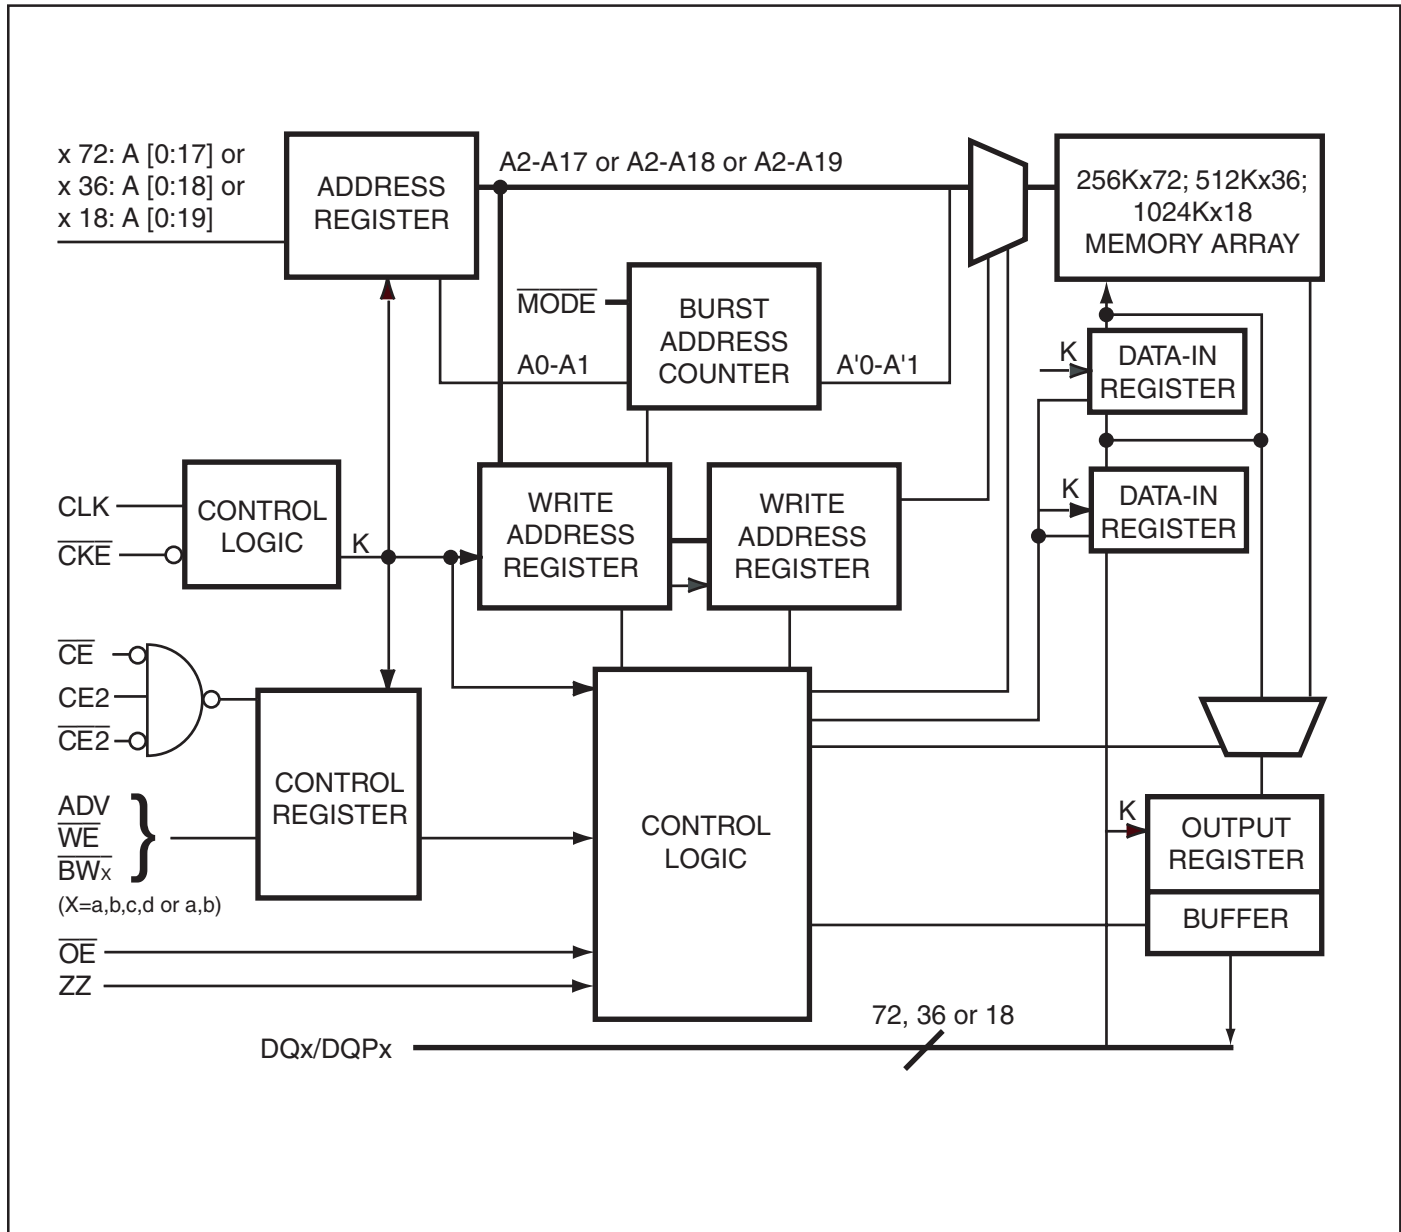 x 72: A [0:17] or
x 36: A [0:18] or
x 18: A [0:19]
ADDRESS
REGISTER
A2-A17 or A2-A18 or A2-A19
256Kx72; 512Kx36;
1024Kx18
MEMORY ARRAY
MODE
BURST
ADDRESS
COUNTER
A0-A1
A'0-A'1
K
DATA-IN
REGISTER
K
DATA-IN
REGISTER
CLK
CKE
CONTROL
LOGIC
K
WRITE
ADDRESS
REGISTER
WRITE
ADDRESS
REGISTER
CE
CE2
CE2
ADV
WE
BWx
}
(X=a,b,c,d or a,b)
CONTROL
REGISTER
CONTROL
LOGIC
K
OUTPUT
REGISTER
BUFFER
OE
ZZ
72, 36 or 18
DQx/DQPx